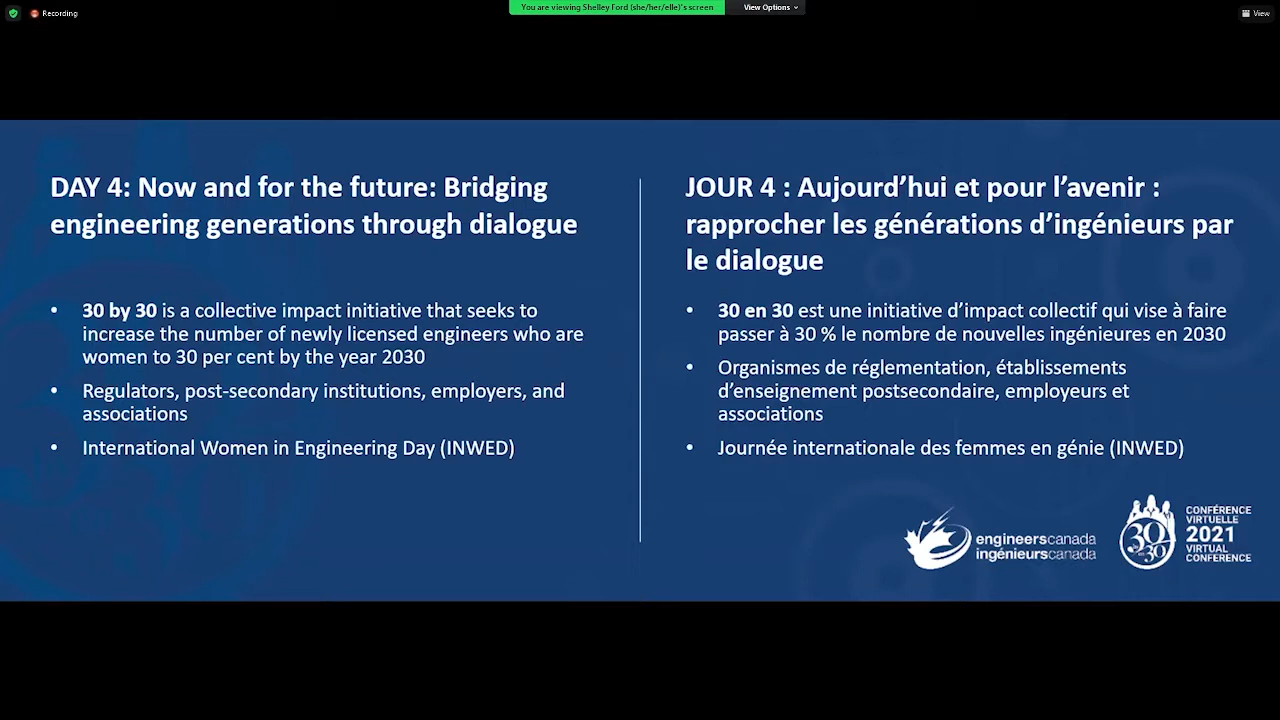 Recording
You are viewing Shelley Ford (she/her/elle)'s screen
View Options
View
DAY 4: Now and for the future: Bridging
engineering generations through dialogue
• 30 by 30 is a collective impact initiative that seeks to
increase the number of newly licensed engineers who are
women to 30 per cent by the year 2030
• Regulators, post-secondary institutions, employers, and
associations
• International Women in Engineering Day (INWED)
JOUR 4 : Aujourd’hui et pour l’avenir :
rapprocher les générations d’ingénieurs par
le dialogue
• 30 en 30 est une initiative d’impact collectif qui vise à faire
passer à 30 % le nombre de nouvelles ingénieures en 2030
• Organismes de réglementation, établissements
d’enseignement postsecondaire, employeurs et
associations
• Journée internationale des femmes en génie (INWED)
engineerscanada
ingénieurscanada
30
30
CONFÉRENCE
VIRTUELLE
2021
VIRTUAL
CONFERENCE